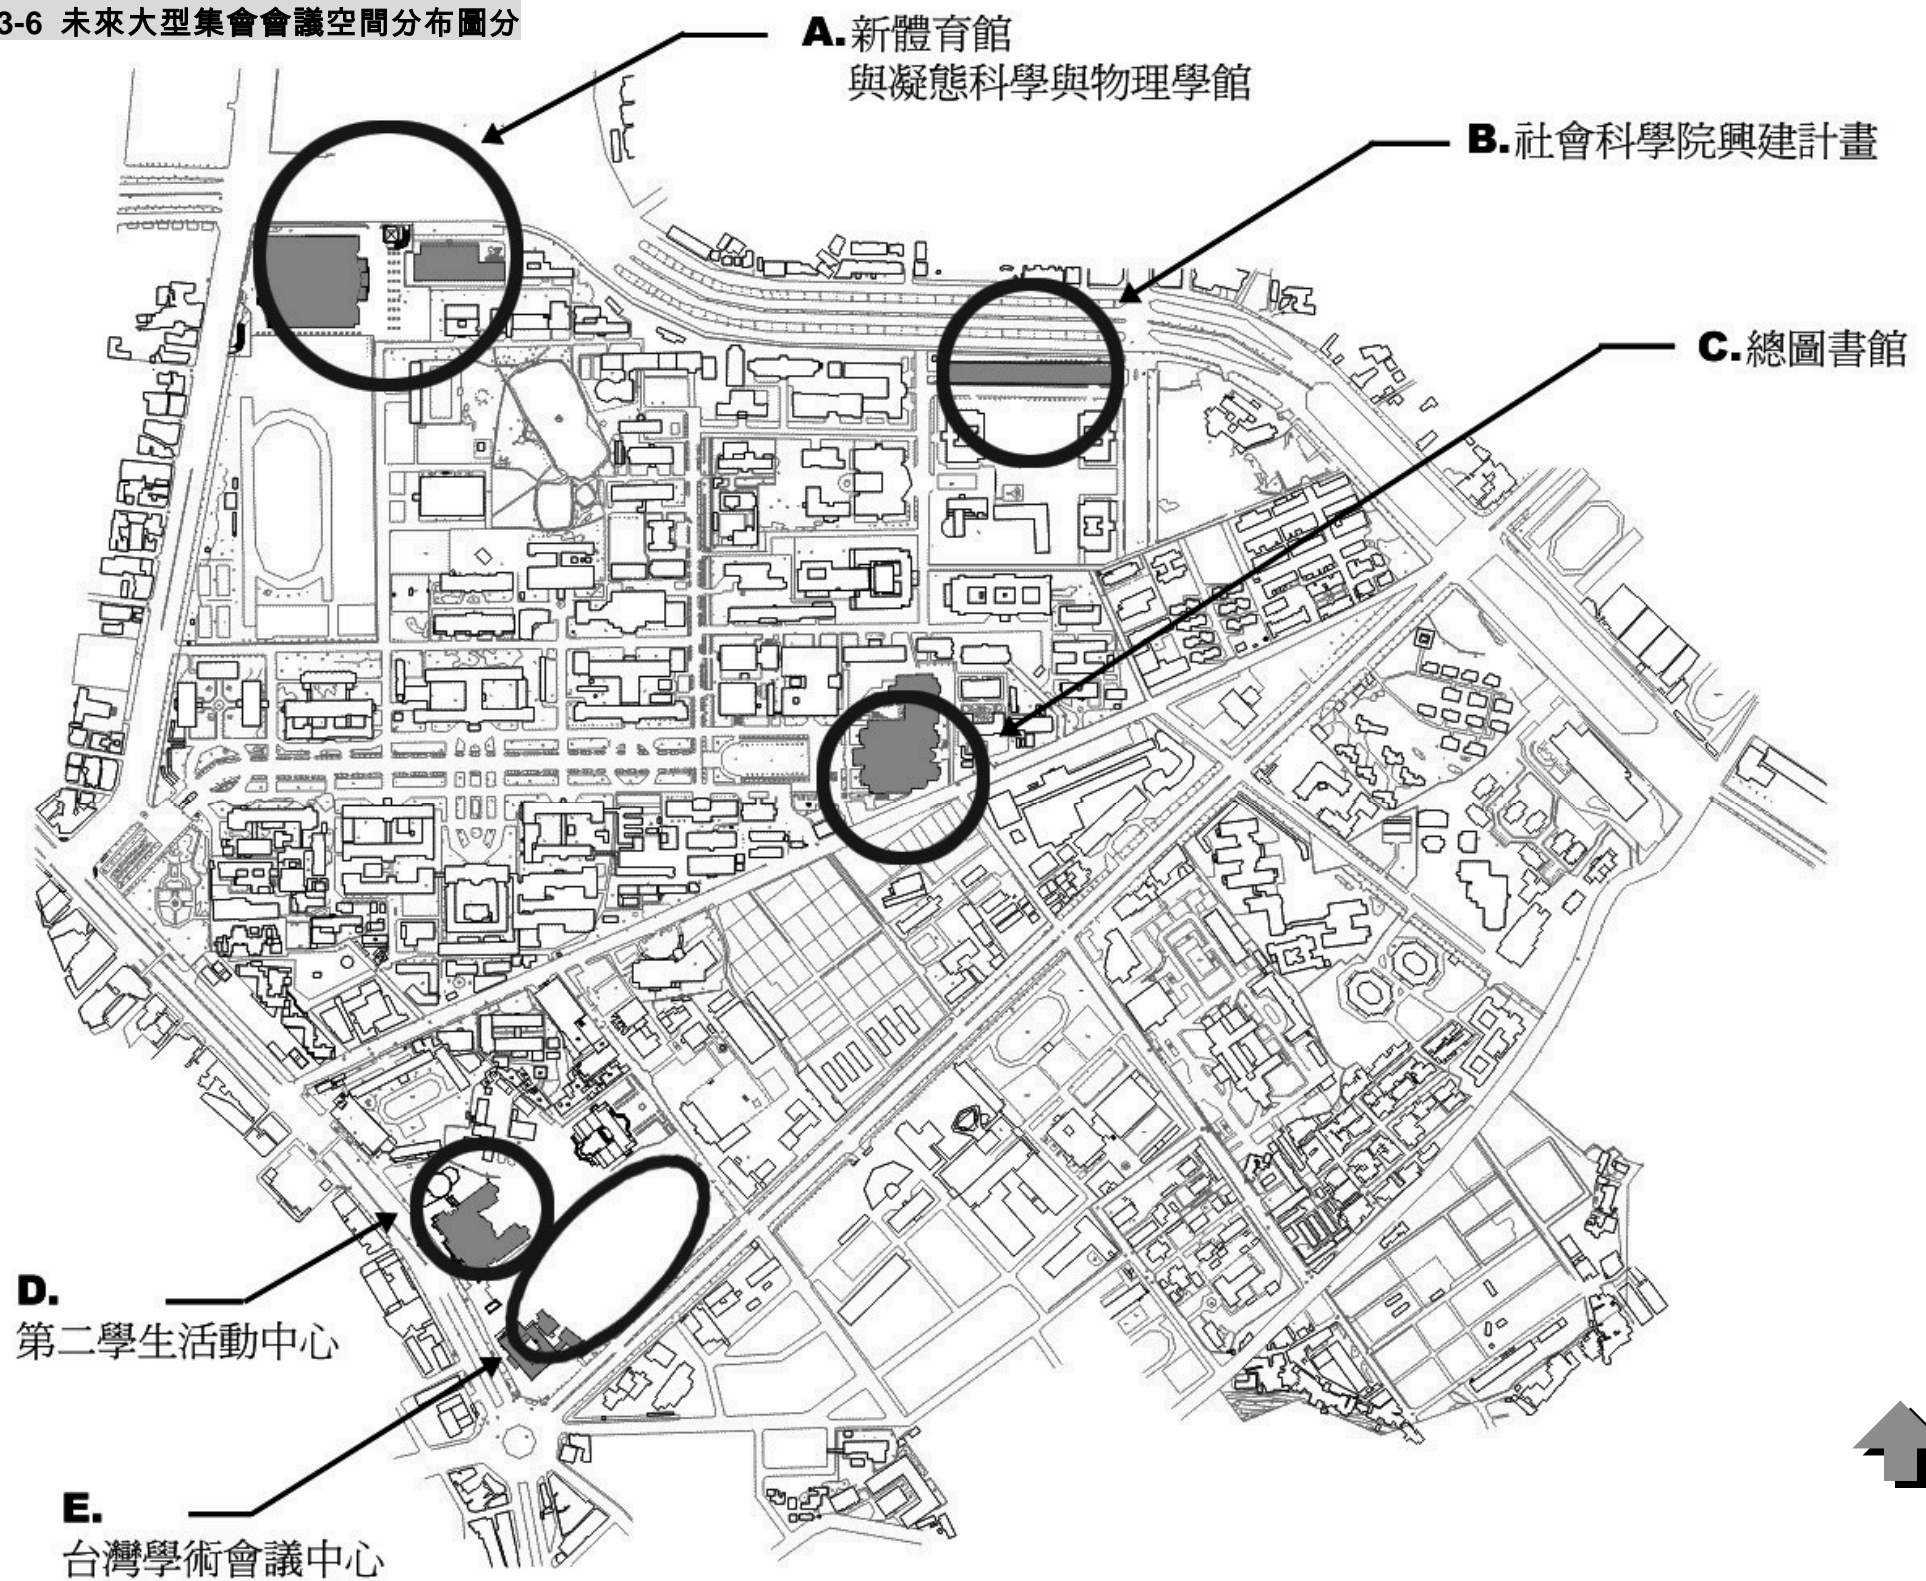 3-6 未來大型集會會議空間分布圖分
A.新體育館
與凝態科學與物理學館
B.社會科學院興建計畫
C.總圖書館
D.
第二學生活動中心
E.
台灣學術會議中心